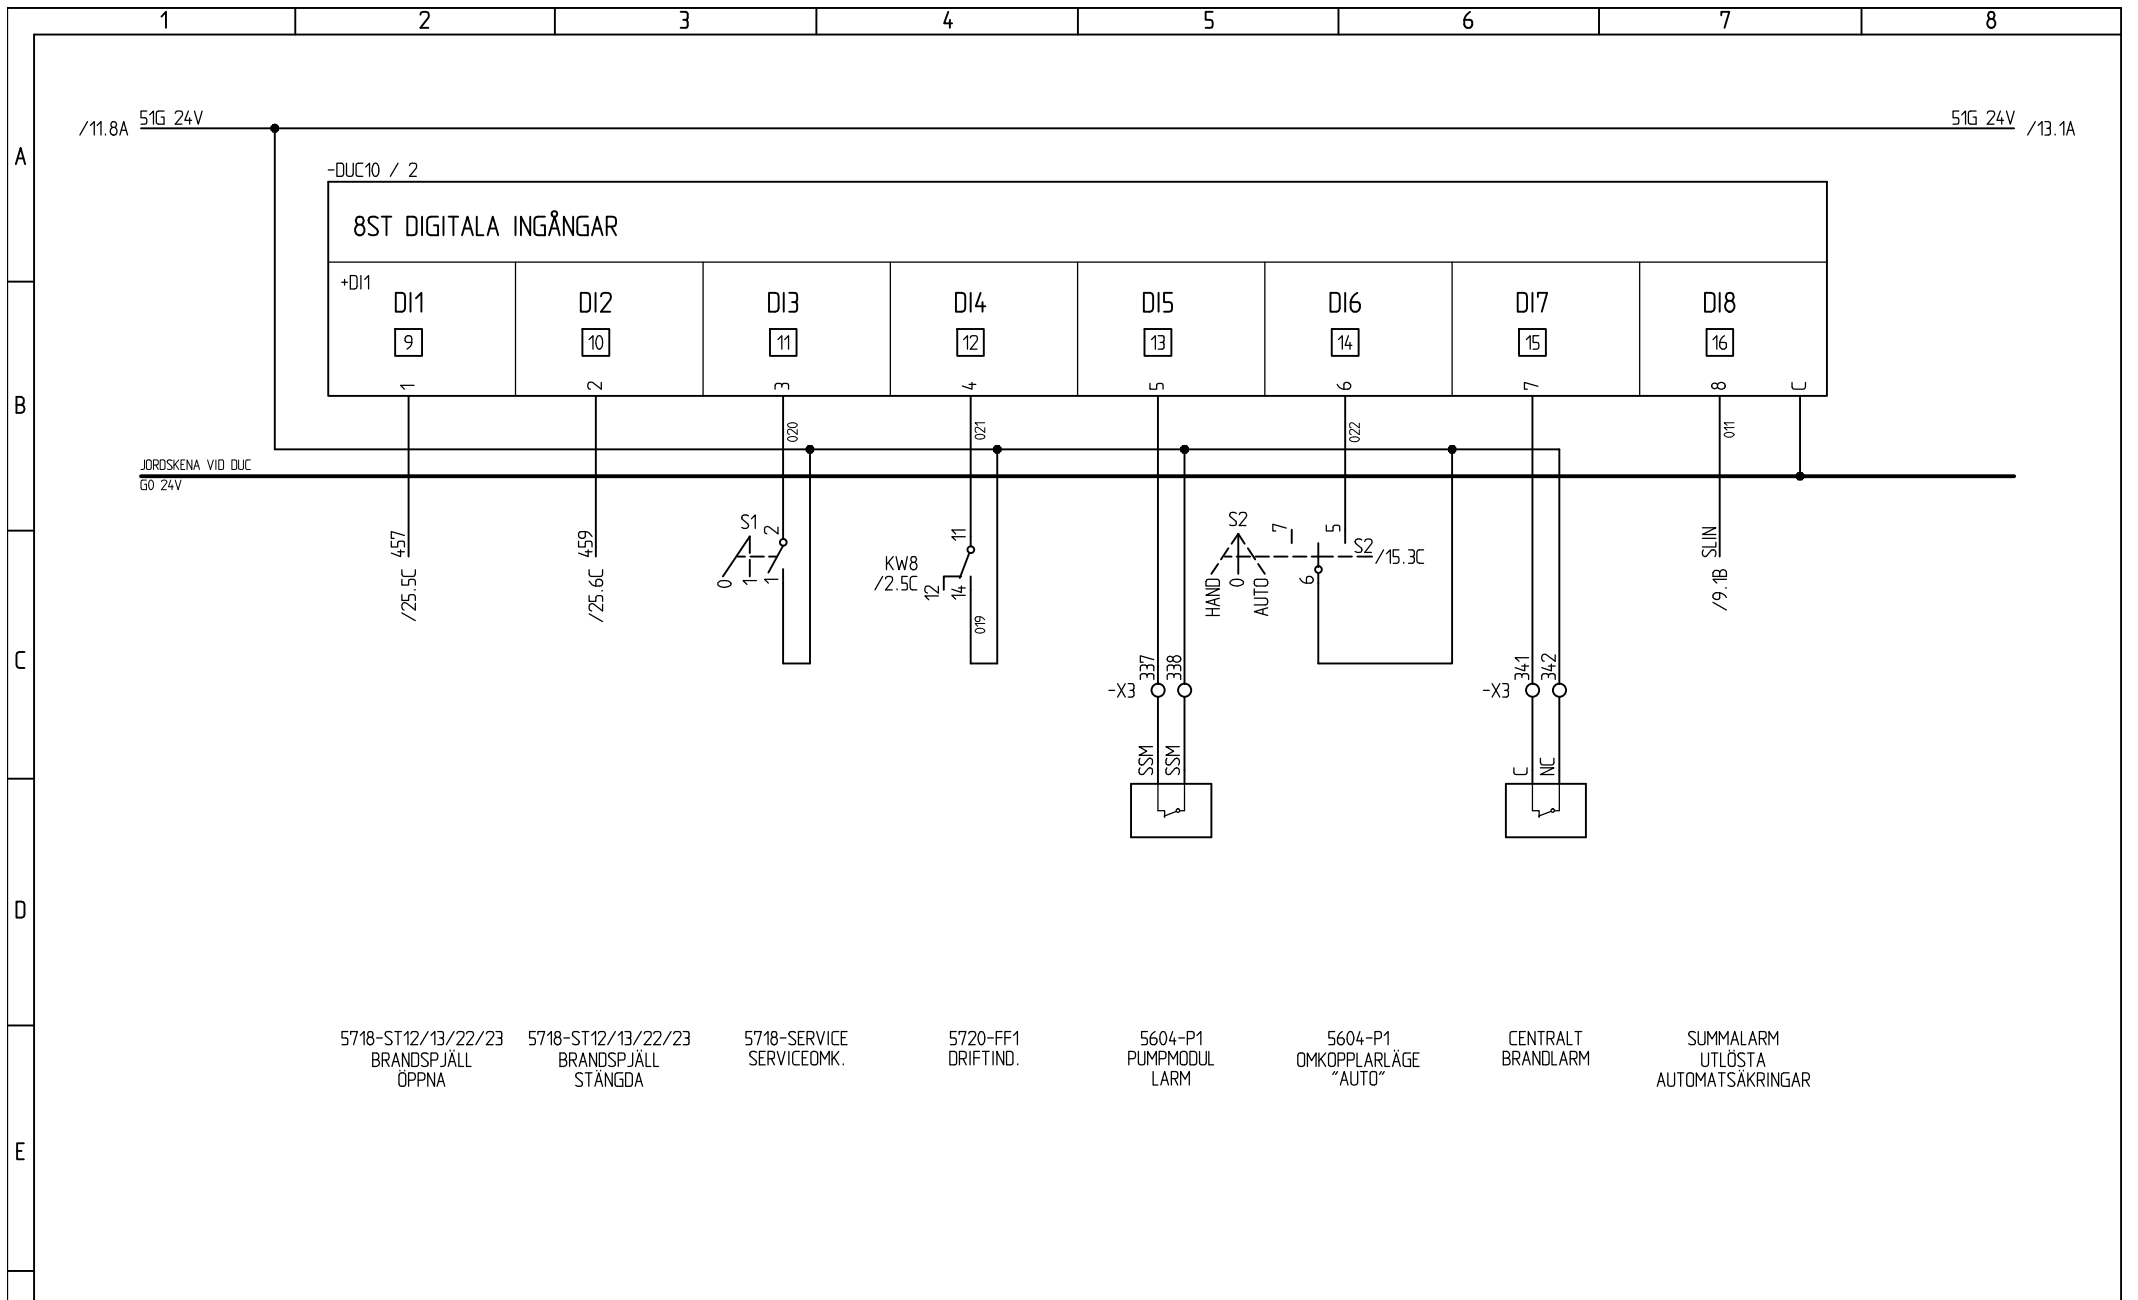 1 2 3 4 5 6 7 8
51G 24V 51G 24V
/11.8A /13.1A
A
-DUC10 / 2
8ST DIGITALA INGÅNGAR
+DI1
DI1 DI2 DI3 DI4 DI5 DI6 DI7 DI8
9 10 11 12 13 14 15 16
1 2 3 4 5 6 7 8 C
B
020 021 022 011
JORDSKENA VID DUC
G0 24V
457 459 S1 2 11 S2 7 5 S2 /15.3C SLIN
/25.5C /25.6C 0 1 1 KW8 /9.1B
/2.5C 12 14 HAND 0 AUTO 6
019
C
337 338 341 342
-X3 -X3
SSM SSM C NC
D
5718-ST12/13/22/23 5718-ST12/13/22/23 5718-SERVICE 5720-FF1 5604-P1 5604-P1 CENTRALT SUMMALARM
BRANDSPJÄLL BRANDSPJÄLL SERVICEOMK. DRIFTIND. PUMPMODUL OMKOPPLARLÄGE BRANDLARM UTLÖSTA
ÖPPNA STÄNGDA LARM "AUTO" AUTOMATSÄKRINGAR
E